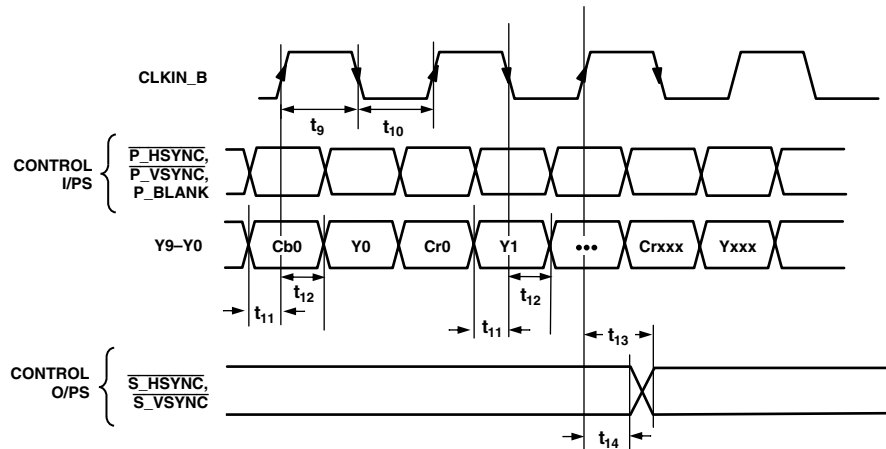 CLKIN_B
t9
t10
CONTROL
I/PS
P_HSYNC,
P_VSYNC,
P_BLANK
Y9–Y0
Cb0
Y0
Cr0
Y1
•••
Crxxx
Yxxx
t12
t12
t11
t11
t13
CONTROL
O/PS
S_HSYNC,
S_VSYNC
t14